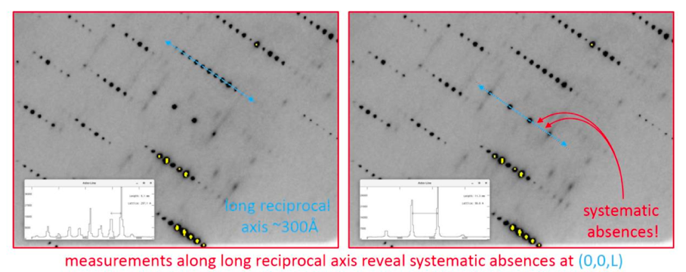 long reciprocal
axis ~300Å
systematic
absences!
measurements along long reciprocal axis reveal systematic absences at (0,0,L)